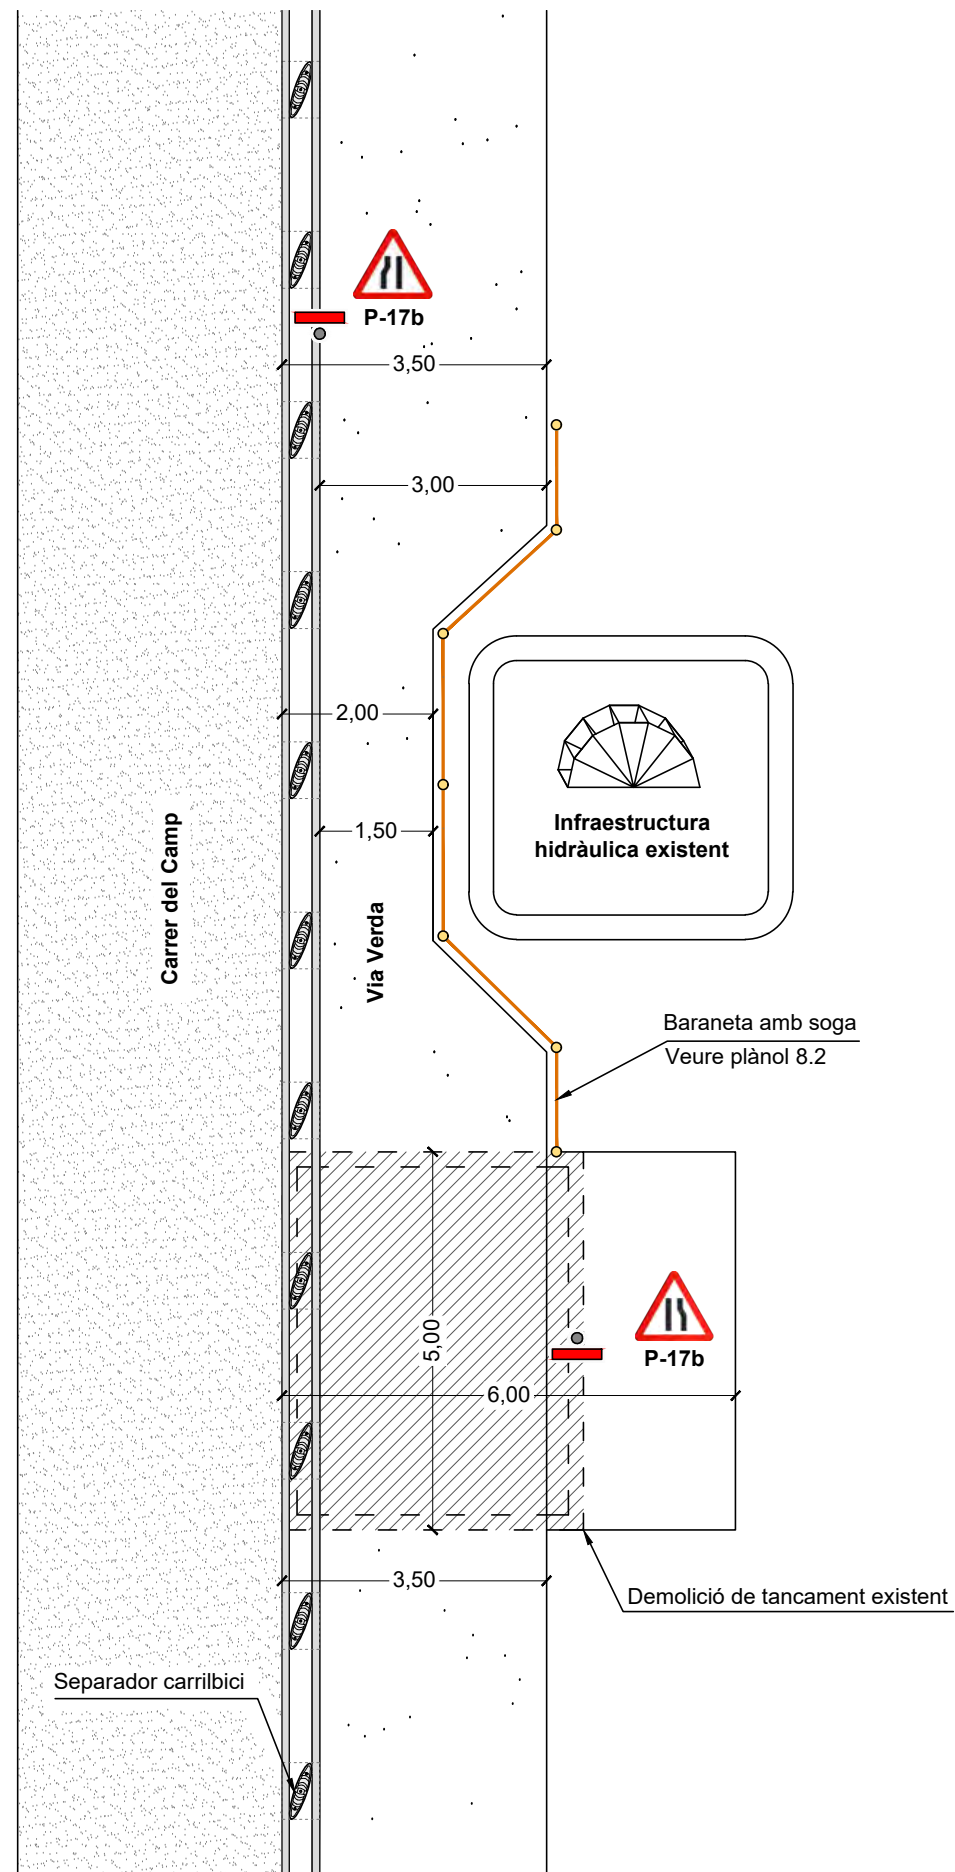 P-17b
3,50
3,00
2,00
1,50
Infraestructura
hidràulica existent
Carrer del Camp
Via Verda
Baraneta amb soga
Veure plànol 8.2
5,00
P-17b
6,00
3,50
Demolició de tancament existent
Separador carrilbici